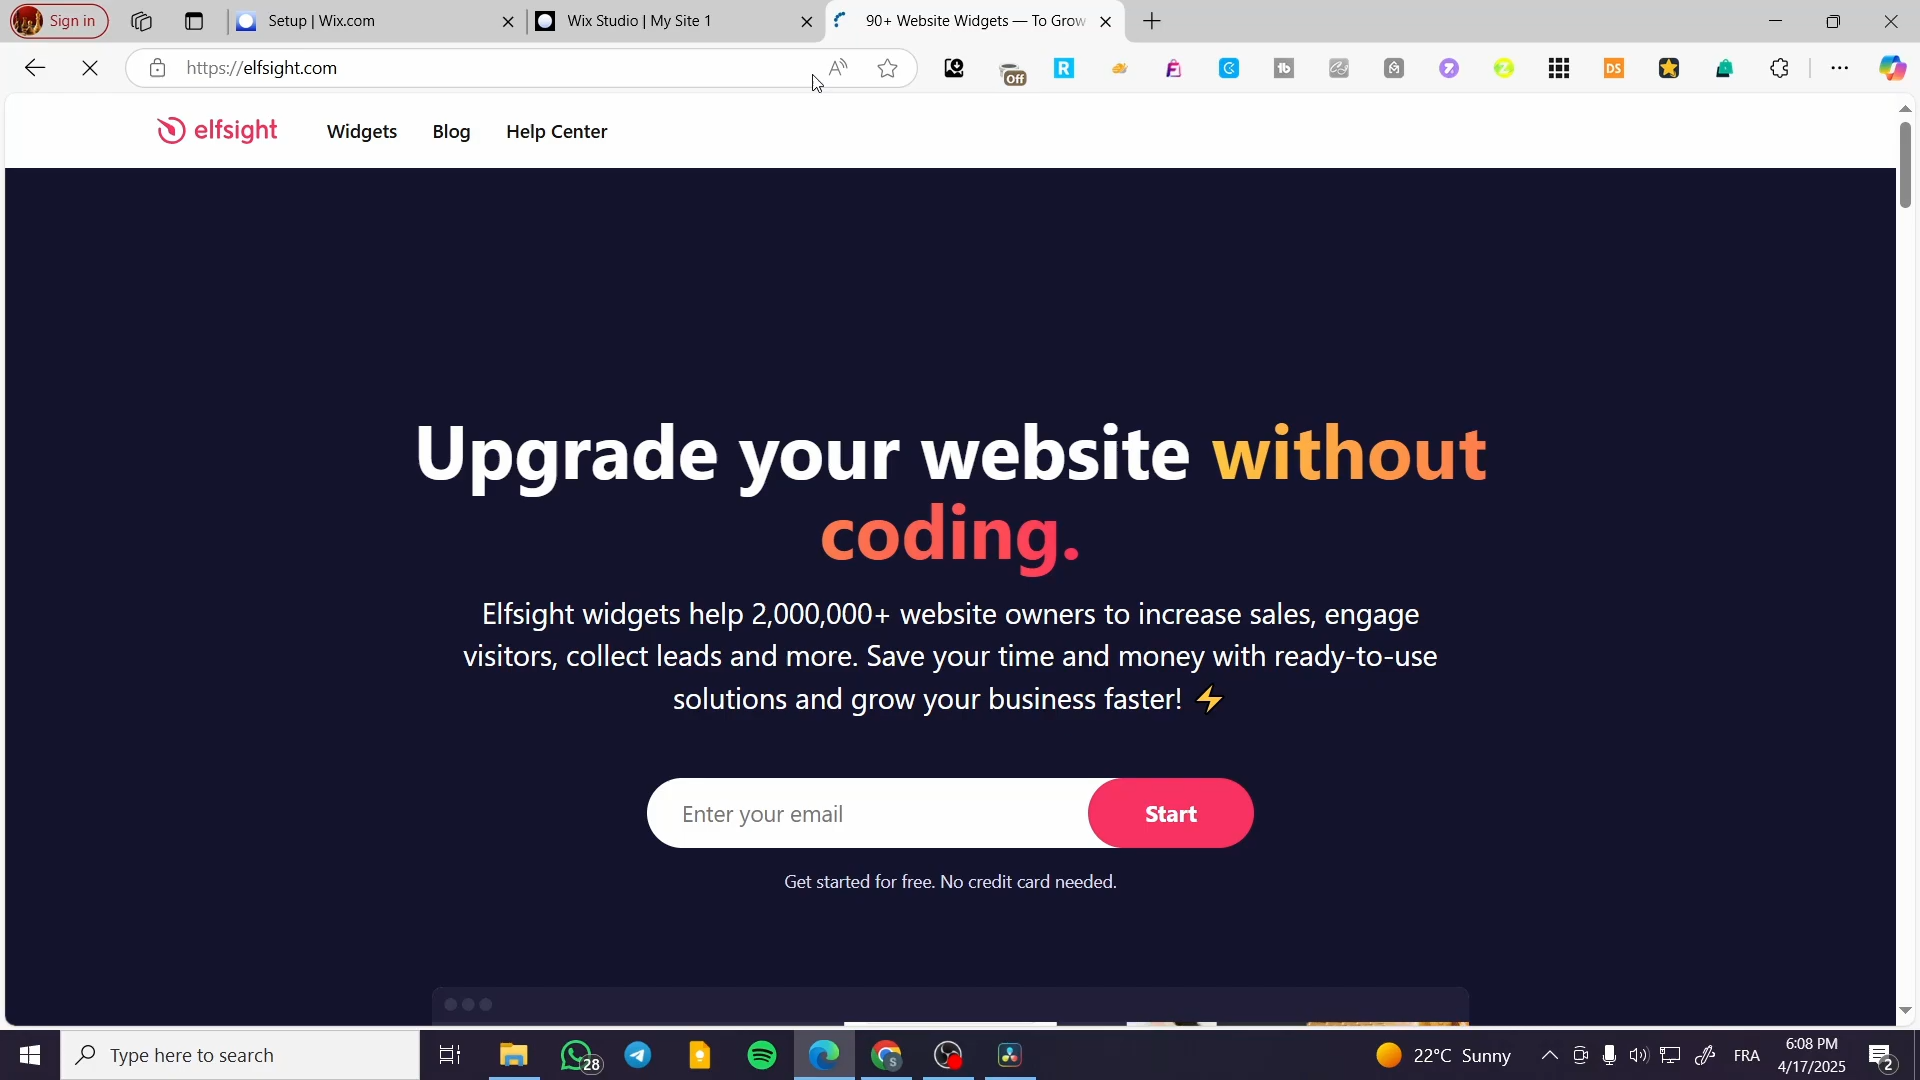 Sign in
Setup | Wix.com
Wix Studio | My Site 1
90+ Website Widgets — To Grow
https://elfsight.com
Off
R
tb
DS
elfsight
Widgets
Blog
Help Center
Upgrade your website without
coding.
Elfsight widgets help 2,000,000+ website owners to increase sales, engage
visitors, collect leads and more. Save your time and money with ready-to-use
solutions and grow your business faster! ⚡
Enter your email
Start
Get started for free. No credit card needed.
Type here to search
28
S
22°C Sunny
FRA
6:08 PM
4/17/2025
2